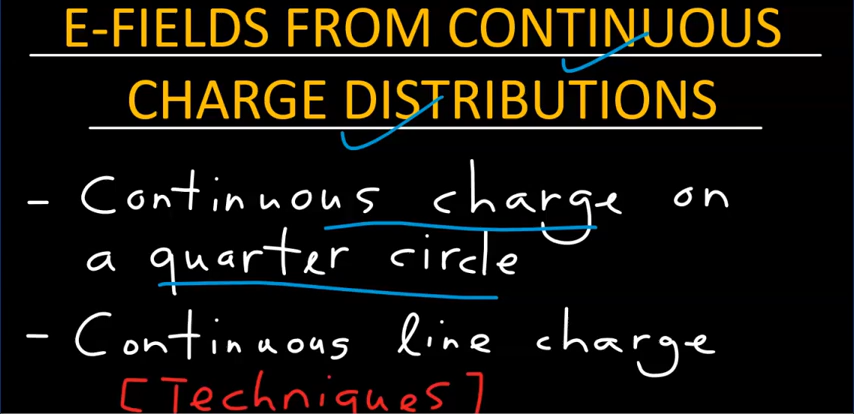 E-FIELDS FROM CONTINUOUS
CHARGE DISTRIBUTIONS
- Continuous charge on
a quarter circle
- Continuous line charge
[Techniques]